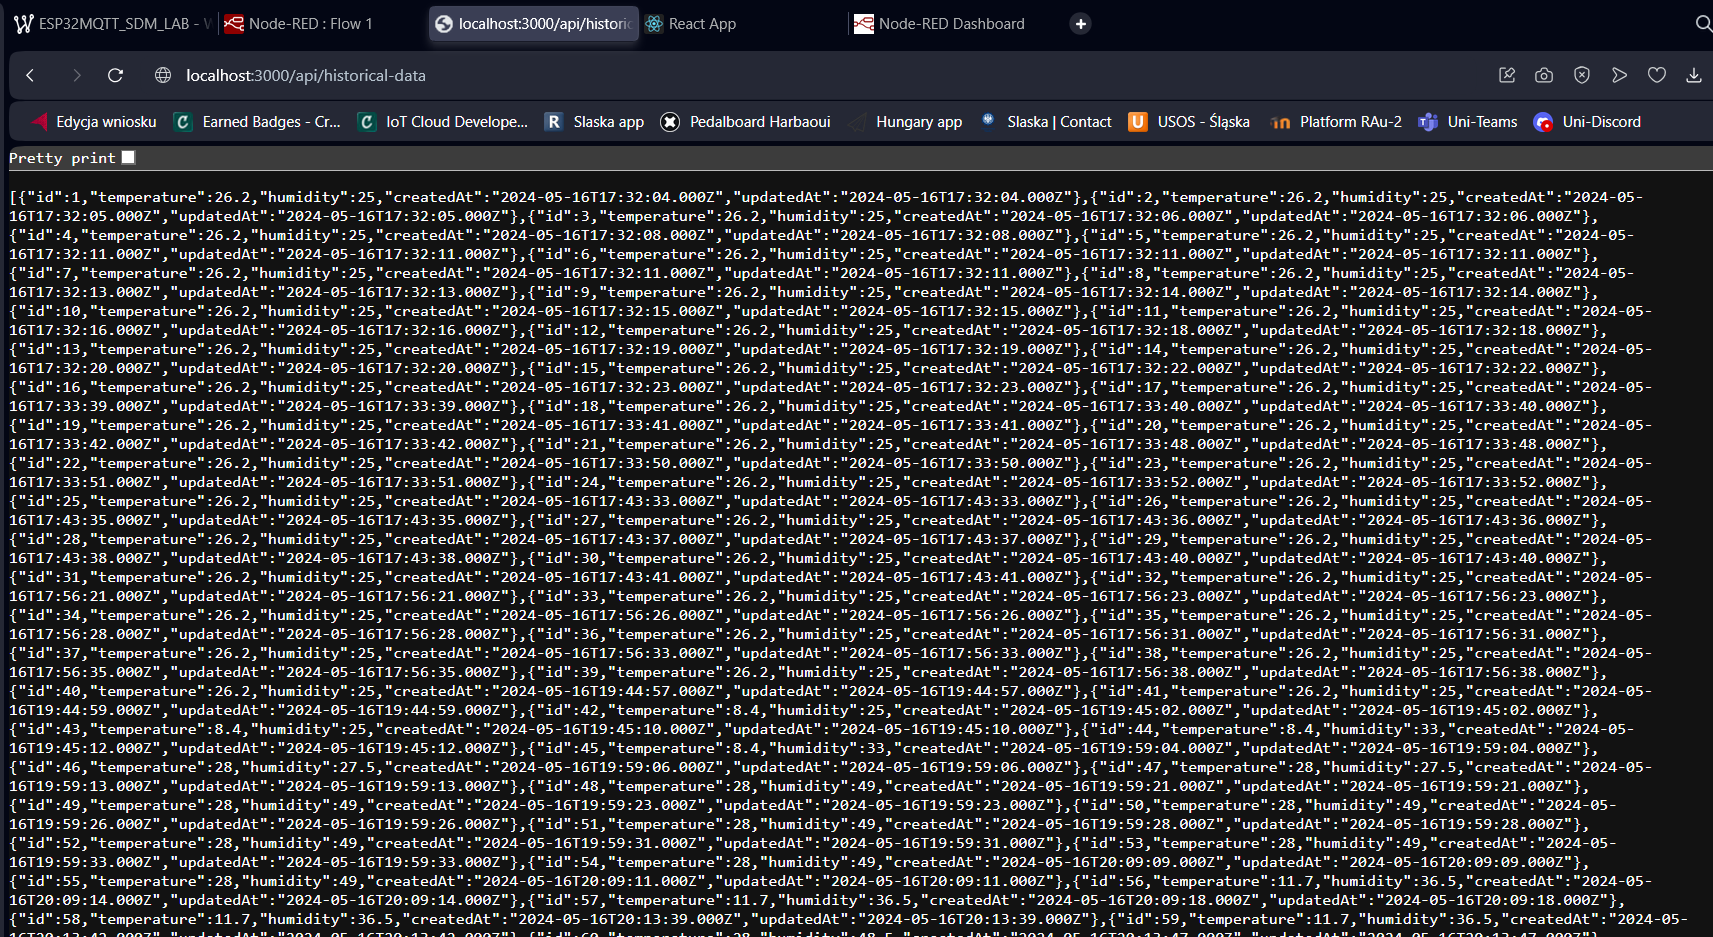 ESP32MQTT_SDM_LAB - W
Node-RED : Flow 1
localhost:3000/api/historic
React App
Node-RED Dashboard
localhost:3000/api/historical-data
Edycja wniosku
Earned Badges - Cr...
IoT Cloud Develope...
R
Slaska app
Pedalboard Harbaoui
Hungary app
Slaska | Contact
U
USOS - Śląska
Platform RAu-2
Uni-Teams
Uni-Discord
Pretty print
[{"id":1,"temperature":26.2,"humidity":25,"createdAt":"2024-05-16T17:32:04.000Z","updatedAt":"2024-05-16T17:32:04.000Z"},{"id":2,"temperature":26.2,"humidity":25,"createdAt":"2024-05-
16T17:32:05.000Z","updatedAt":"2024-05-16T17:32:05.000Z"},{"id":3,"temperature":26.2,"humidity":25,"createdAt":"2024-05-16T17:32:06.000Z","updatedAt":"2024-05-16T17:32:06.000Z"},
{"id":4,"temperature":26.2,"humidity":25,"createdAt":"2024-05-16T17:32:08.000Z","updatedAt":"2024-05-16T17:32:08.000Z"},{"id":5,"temperature":26.2,"humidity":25,"createdAt":"2024-05-
16T17:32:11.000Z","updatedAt":"2024-05-16T17:32:11.000Z"},{"id":6,"temperature":26.2,"humidity":25,"createdAt":"2024-05-16T17:32:11.000Z","updatedAt":"2024-05-16T17:32:11.000Z"},
{"id":7,"temperature":26.2,"humidity":25,"createdAt":"2024-05-16T17:32:11.000Z","updatedAt":"2024-05-16T17:32:11.000Z"},{"id":8,"temperature":26.2,"humidity":25,"createdAt":"2024-05-
16T17:32:13.000Z","updatedAt":"2024-05-16T17:32:13.000Z"},{"id":9,"temperature":26.2,"humidity":25,"createdAt":"2024-05-16T17:32:14.000Z","updatedAt":"2024-05-16T17:32:14.000Z"},
{"id":10,"temperature":26.2,"humidity":25,"createdAt":"2024-05-16T17:32:15.000Z","updatedAt":"2024-05-16T17:32:15.000Z"},{"id":11,"temperature":26.2,"humidity":25,"createdAt":"2024-05-
16T17:32:16.000Z","updatedAt":"2024-05-16T17:32:16.000Z"},{"id":12,"temperature":26.2,"humidity":25,"createdAt":"2024-05-16T17:32:18.000Z","updatedAt":"2024-05-16T17:32:18.000Z"},
{"id":13,"temperature":26.2,"humidity":25,"createdAt":"2024-05-16T17:32:19.000Z","updatedAt":"2024-05-16T17:32:19.000Z"},{"id":14,"temperature":26.2,"humidity":25,"createdAt":"2024-05-
16T17:32:20.000Z","updatedAt":"2024-05-16T17:32:20.000Z"},{"id":15,"temperature":26.2,"humidity":25,"createdAt":"2024-05-16T17:32:22.000Z","updatedAt":"2024-05-16T17:32:22.000Z"},
{"id":16,"temperature":26.2,"humidity":25,"createdAt":"2024-05-16T17:32:23.000Z","updatedAt":"2024-05-16T17:32:23.000Z"},{"id":17,"temperature":26.2,"humidity":25,"createdAt":"2024-05-
16T17:33:39.000Z","updatedAt":"2024-05-16T17:33:39.000Z"},{"id":18,"temperature":26.2,"humidity":25,"createdAt":"2024-05-16T17:33:40.000Z","updatedAt":"2024-05-16T17:33:40.000Z"},
{"id":19,"temperature":26.2,"humidity":25,"createdAt":"2024-05-16T17:33:41.000Z","updatedAt":"2024-05-16T17:33:41.000Z"},{"id":20,"temperature":26.2,"humidity":25,"createdAt":"2024-05-
16T17:33:42.000Z","updatedAt":"2024-05-16T17:33:42.000Z"},{"id":21,"temperature":26.2,"humidity":25,"createdAt":"2024-05-16T17:33:48.000Z","updatedAt":"2024-05-16T17:33:48.000Z"},
{"id":22,"temperature":26.2,"humidity":25,"createdAt":"2024-05-16T17:33:50.000Z","updatedAt":"2024-05-16T17:33:50.000Z"},{"id":23,"temperature":26.2,"humidity":25,"createdAt":"2024-05-
16T17:33:51.000Z","updatedAt":"2024-05-16T17:33:51.000Z"},{"id":24,"temperature":26.2,"humidity":25,"createdAt":"2024-05-16T17:33:52.000Z","updatedAt":"2024-05-16T17:33:52.000Z"},
{"id":25,"temperature":26.2,"humidity":25,"createdAt":"2024-05-16T17:43:33.000Z","updatedAt":"2024-05-16T17:43:33.000Z"},{"id":26,"temperature":26.2,"humidity":25,"createdAt":"2024-05-
16T17:43:35.000Z","updatedAt":"2024-05-16T17:43:35.000Z"},{"id":27,"temperature":26.2,"humidity":25,"createdAt":"2024-05-16T17:43:36.000Z","updatedAt":"2024-05-16T17:43:36.000Z"},
{"id":28,"temperature":26.2,"humidity":25,"createdAt":"2024-05-16T17:43:37.000Z","updatedAt":"2024-05-16T17:43:37.000Z"},{"id":29,"temperature":26.2,"humidity":25,"createdAt":"2024-05-
16T17:43:38.000Z","updatedAt":"2024-05-16T17:43:38.000Z"},{"id":30,"temperature":26.2,"humidity":25,"createdAt":"2024-05-16T17:43:40.000Z","updatedAt":"2024-05-16T17:43:40.000Z"},
{"id":31,"temperature":26.2,"humidity":25,"createdAt":"2024-05-16T17:43:41.000Z","updatedAt":"2024-05-16T17:43:41.000Z"},{"id":32,"temperature":26.2,"humidity":25,"createdAt":"2024-05-
16T17:56:21.000Z","updatedAt":"2024-05-16T17:56:21.000Z"},{"id":33,"temperature":26.2,"humidity":25,"createdAt":"2024-05-16T17:56:23.000Z","updatedAt":"2024-05-16T17:56:23.000Z"},
{"id":34,"temperature":26.2,"humidity":25,"createdAt":"2024-05-16T17:56:26.000Z","updatedAt":"2024-05-16T17:56:26.000Z"},{"id":35,"temperature":26.2,"humidity":25,"createdAt":"2024-05-
16T17:56:28.000Z","updatedAt":"2024-05-16T17:56:28.000Z"},{"id":36,"temperature":26.2,"humidity":25,"createdAt":"2024-05-16T17:56:31.000Z","updatedAt":"2024-05-16T17:56:31.000Z"},
{"id":37,"temperature":26.2,"humidity":25,"createdAt":"2024-05-16T17:56:33.000Z","updatedAt":"2024-05-16T17:56:33.000Z"},{"id":38,"temperature":26.2,"humidity":25,"createdAt":"2024-05-
16T17:56:35.000Z","updatedAt":"2024-05-16T17:56:35.000Z"},{"id":39,"temperature":26.2,"humidity":25,"createdAt":"2024-05-16T17:56:38.000Z","updatedAt":"2024-05-16T17:56:38.000Z"},
{"id":40,"temperature":26.2,"humidity":25,"createdAt":"2024-05-16T19:44:57.000Z","updatedAt":"2024-05-16T19:44:57.000Z"},{"id":41,"temperature":26.2,"humidity":25,"createdAt":"2024-05-
16T19:44:59.000Z","updatedAt":"2024-05-16T19:44:59.000Z"},{"id":42,"temperature":8.4,"humidity":25,"createdAt":"2024-05-16T19:45:02.000Z","updatedAt":"2024-05-16T19:45:02.000Z"},
{"id":43,"temperature":8.4,"humidity":25,"createdAt":"2024-05-16T19:45:10.000Z","updatedAt":"2024-05-16T19:45:10.000Z"},{"id":44,"temperature":8.4,"humidity":33,"createdAt":"2024-05-
16T19:45:12.000Z","updatedAt":"2024-05-16T19:45:12.000Z"},{"id":45,"temperature":8.4,"humidity":33,"createdAt":"2024-05-16T19:59:04.000Z","updatedAt":"2024-05-16T19:59:04.000Z"},
{"id":46,"temperature":28,"humidity":27.5,"createdAt":"2024-05-16T19:59:06.000Z","updatedAt":"2024-05-16T19:59:06.000Z"},{"id":47,"temperature":28,"humidity":27.5,"createdAt":"2024-05-
16T19:59:13.000Z","updatedAt":"2024-05-16T19:59:13.000Z"},{"id":48,"temperature":28,"humidity":49,"createdAt":"2024-05-16T19:59:21.000Z","updatedAt":"2024-05-16T19:59:21.000Z"},
{"id":49,"temperature":28,"humidity":49,"createdAt":"2024-05-16T19:59:23.000Z","updatedAt":"2024-05-16T19:59:23.000Z"},{"id":50,"temperature":28,"humidity":49,"createdAt":"2024-05-
16T19:59:26.000Z","updatedAt":"2024-05-16T19:59:26.000Z"},{"id":51,"temperature":28,"humidity":49,"createdAt":"2024-05-16T19:59:28.000Z","updatedAt":"2024-05-16T19:59:28.000Z"},
{"id":52,"temperature":28,"humidity":49,"createdAt":"2024-05-16T19:59:31.000Z","updatedAt":"2024-05-16T19:59:31.000Z"},{"id":53,"temperature":28,"humidity":49,"createdAt":"2024-05-
16T19:59:33.000Z","updatedAt":"2024-05-16T19:59:33.000Z"},{"id":54,"temperature":28,"humidity":49,"createdAt":"2024-05-16T20:09:09.000Z","updatedAt":"2024-05-16T20:09:09.000Z"},
{"id":55,"temperature":28,"humidity":49,"createdAt":"2024-05-16T20:09:11.000Z","updatedAt":"2024-05-16T20:09:11.000Z"},{"id":56,"temperature":11.7,"humidity":36.5,"createdAt":"2024-05-
16T20:09:14.000Z","updatedAt":"2024-05-16T20:09:14.000Z"},{"id":57,"temperature":11.7,"humidity":36.5,"createdAt":"2024-05-16T20:09:18.000Z","updatedAt":"2024-05-16T20:09:18.000Z"},
{"id":58,"temperature":11.7,"humidity":36.5,"createdAt":"2024-05-16T20:13:39.000Z","updatedAt":"2024-05-16T20:13:39.000Z"},{"id":59,"temperature":11.7,"humidity":36.5,"createdAt":"2024-05-